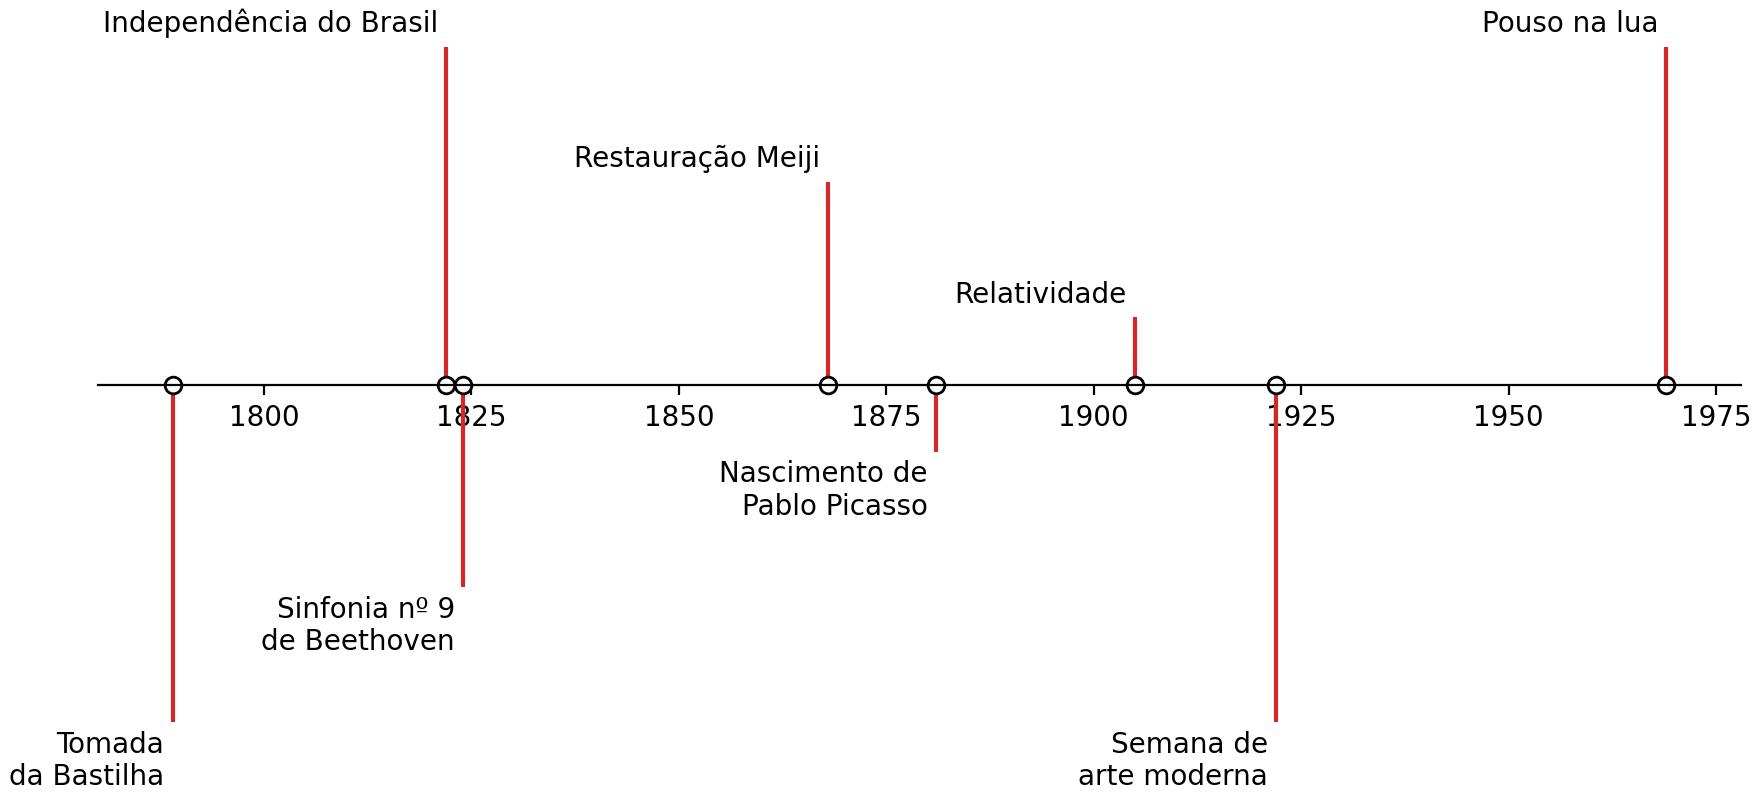 Independência do Brasil
Pouso na lua
Restauração Meiji
Relatividade
1800
1825
1850
1875
1900
1925
1950
1975
Nascimento de
Pablo Picasso
Sinfonia nº 9
de Beethoven
Tomada
da Bastilha
Semana de
arte moderna